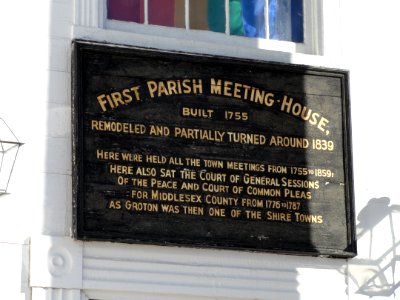 FIRST PARISH MEETING-HOUSE,
BUILT 1755
REMODELED AND PARTIALLY TURNED AROUND 1839
HERE WERE HELD ALL THE TOWN MEETINGS FROM 1755 TO 1859;
HERE ALSO SAT THE COURT OF GENERAL SESSIONS
OF THE PEACE AND COURT OF COMMON PLEAS
FOR MIDDLESEX COUNTY FROM 1776 TO 1787
AS GROTON WAS THEN ONE OF THE SHIRE TOWNS